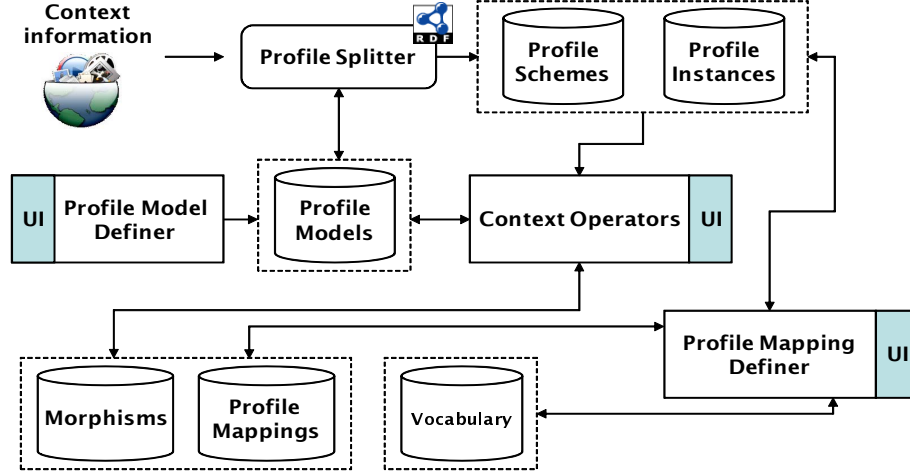 Context
information
Profile Splitter
RDF
Profile
Schemes
Profile
Instances
UI
Profile Model
Definer
Profile
Models
Context Operators
UI
Profile Mapping
Definer
UI
Morphisms
Profile
Mappings
Vocabulary